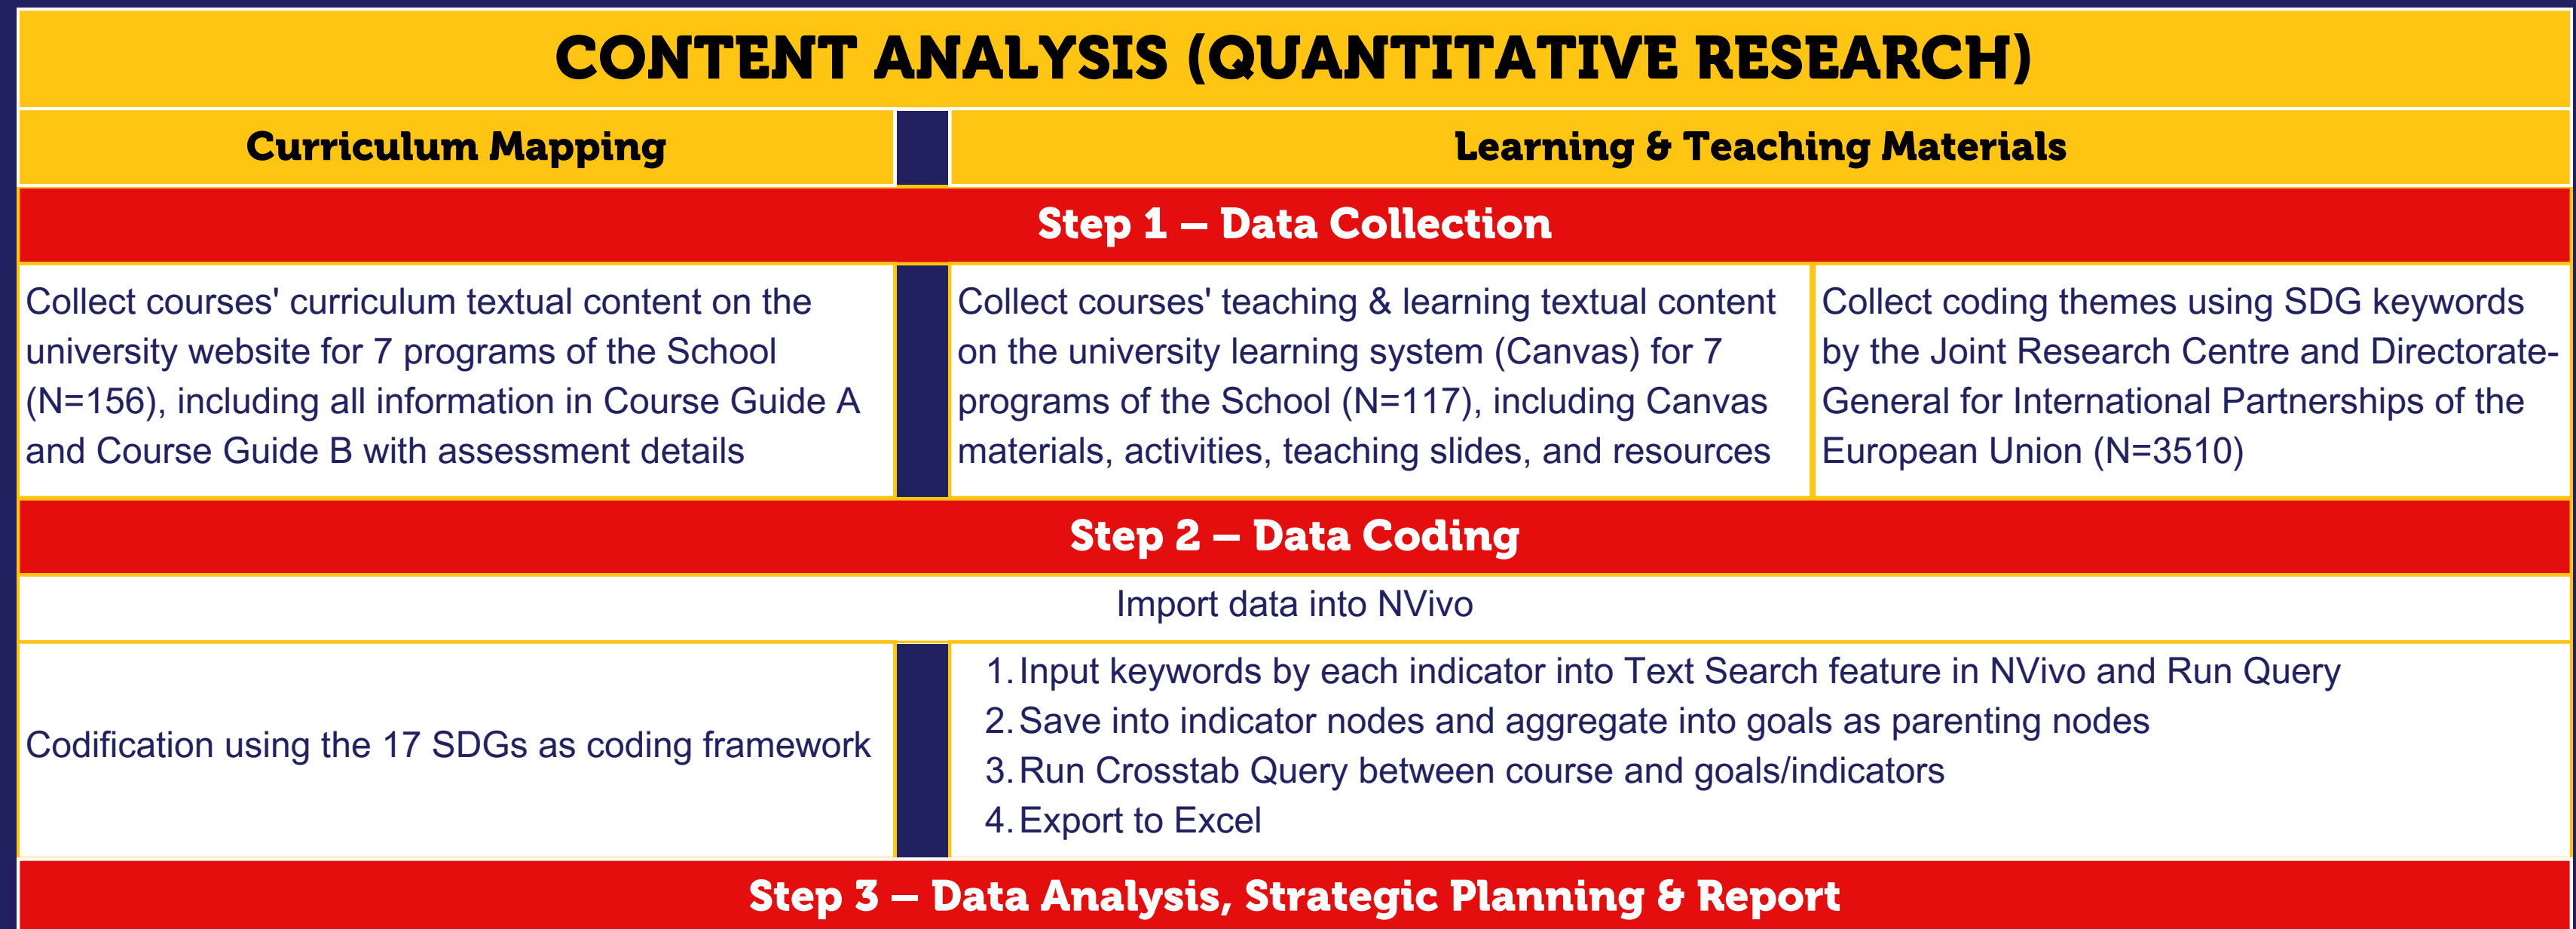 CONTENT ANALYSIS (QUANTITATIVE RESEARCH)
Curriculum Mapping
Learning & Teaching Materials
Step 1 – Data Collection
Collect courses' curriculum textual content on the
university website for 7 programs of the School
(N=156), including all information in Course Guide A
and Course Guide B with assessment details
Collect courses' teaching & learning textual content
on the university learning system (Canvas) for 7
programs of the School (N=117), including Canvas
materials, activities, teaching slides, and resources
Collect coding themes using SDG keywords
by the Joint Research Centre and Directorate-
General for International Partnerships of the
European Union (N=3510)
Step 2 – Data Coding
Import data into NVivo
Codification using the 17 SDGs as coding framework
1. Input keywords by each indicator into Text Search feature in NVivo and Run Query
2. Save into indicator nodes and aggregate into goals as parenting nodes
3. Run Crosstab Query between course and goals/indicators
4. Export to Excel
Step 3 – Data Analysis, Strategic Planning & Report